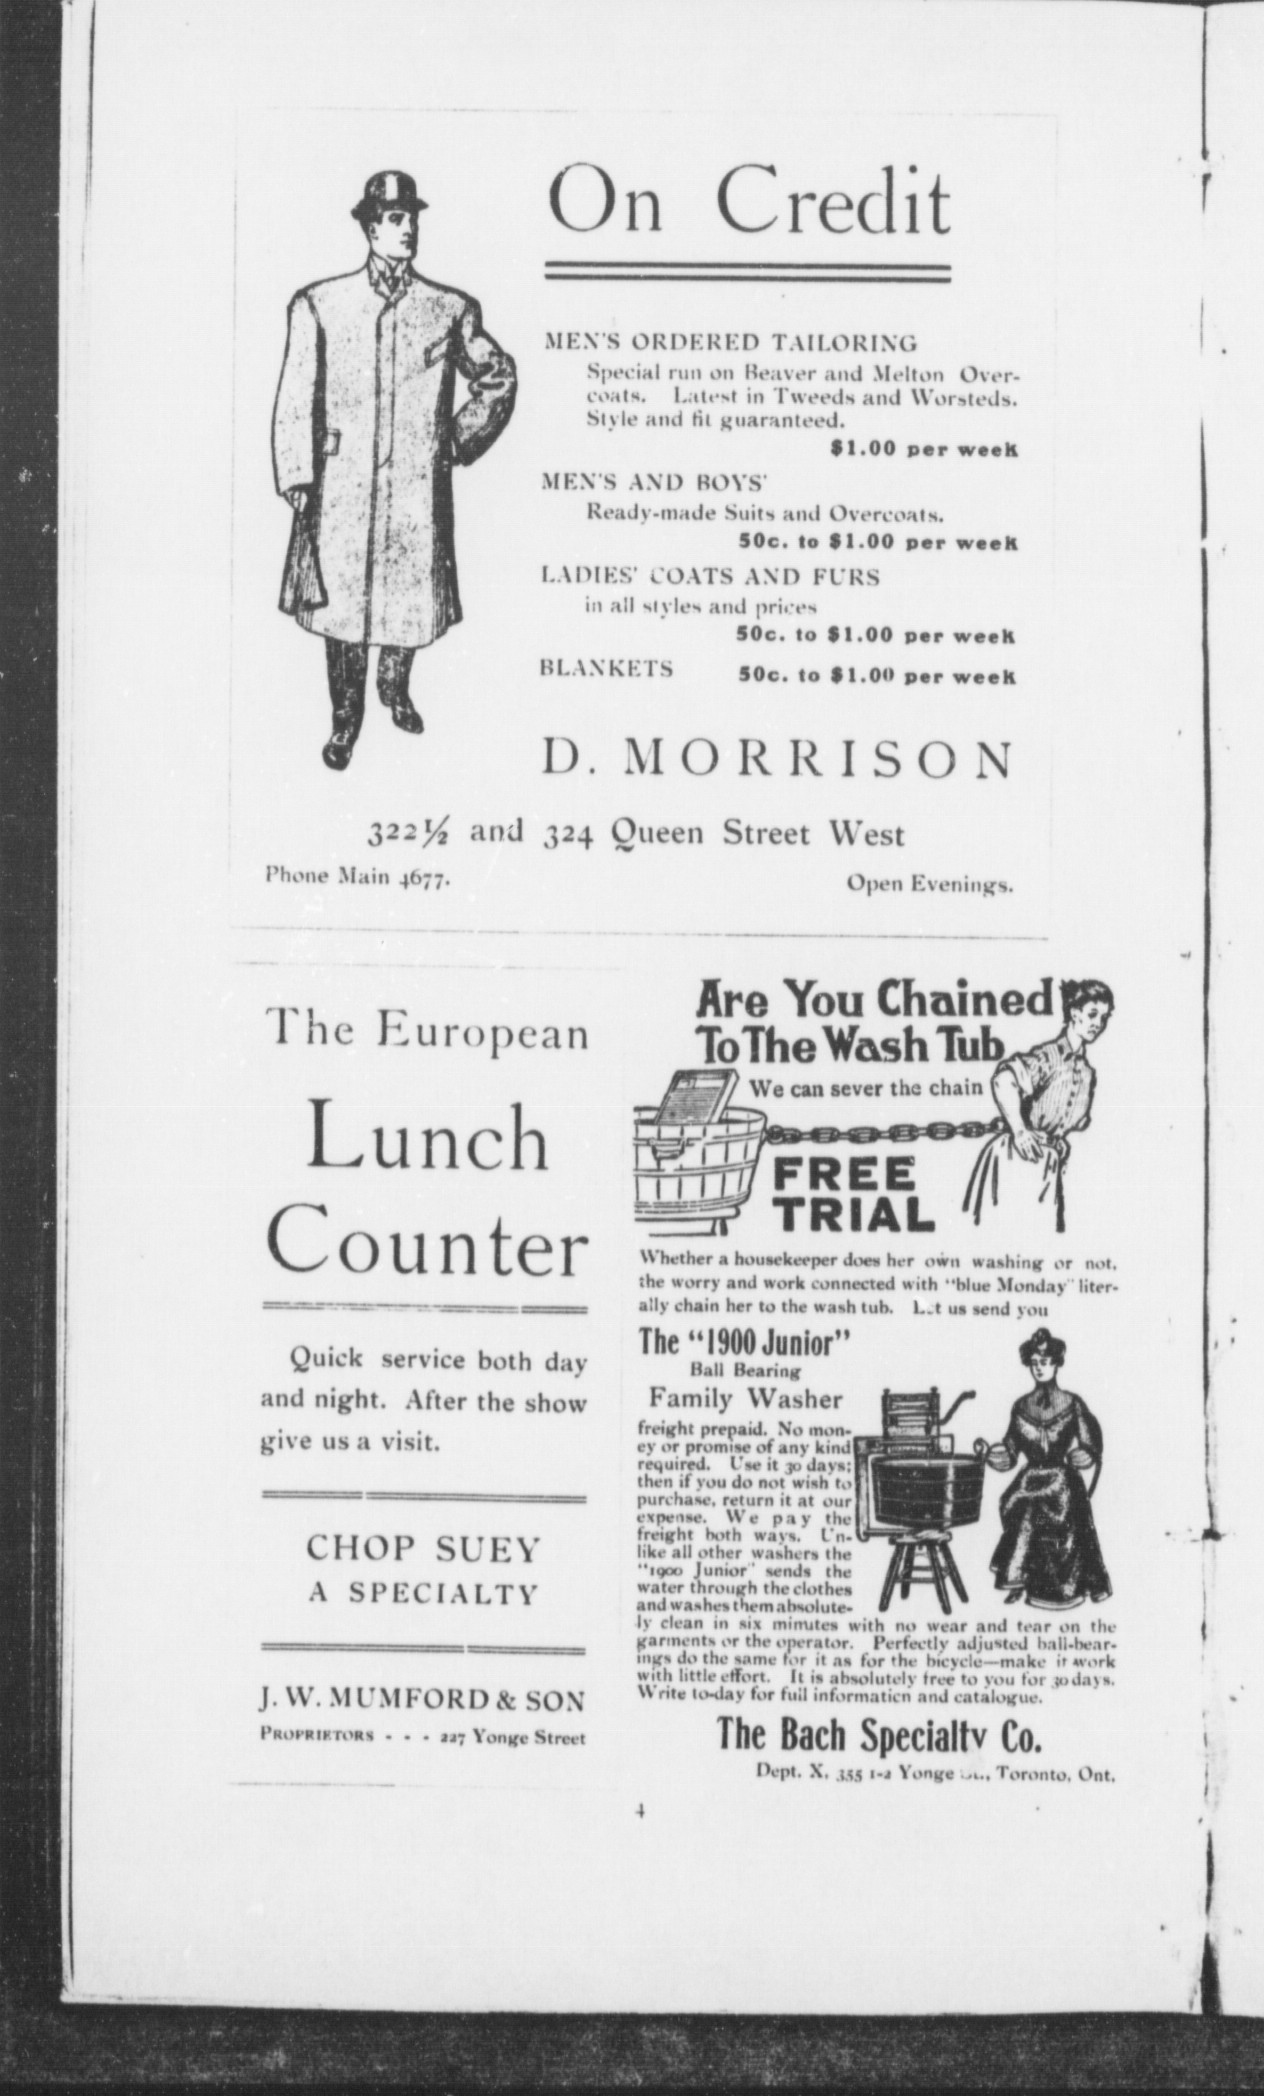 On Credit
MEN'S ORDERED TAILORING
Special run on Beaver and Melton Over-
coats. Latest in Tweeds and Worsteds.
Style and fit guaranteed.
$1.00 per week
MEN'S AND BOYS'
Ready-made Suits and Overcoats.
50c. to $1.00 per week
LADIES' COATS AND FURS
in all styles and prices
50c. to $1.00 per week
BLANKETS 50c. to $1.00 per week
D. MORRISON
322½ and 324 Queen Street West
Phone Main 4677. Open Evenings.
The European
Lunch
Counter
Quick service both day
and night. After the show
give us a visit.
CHOP SUEY
A SPECIALTY
J. W. MUMFORD & SON
PROPRIETORS - - - 227 Yonge Street
Are You Chained
To The Wash Tub
We can sever the chain
FREE
TRIAL
Whether a housekeeper does her own washing or not,
the worry and work connected with "blue Monday" liter-
ally chain her to the wash tub. Let us send you
The "1900 Junior"
Ball Bearing
Family Washer
freight prepaid. No mon-
ey or promise of any kind
required. Use it 30 days;
then if you do not wish to
purchase, return it at our
expense. We pay the
freight both ways. Un-
like all other washers the
"1900 Junior" sends the
water through the clothes
and washes them absolute-
ly clean in six minutes with no wear and tear on the
garments or the operator. Perfectly adjusted ball-bear-
ings do the same for it as for the bicycle—make it work
with little effort. It is absolutely free to you for 30 days.
Write to-day for full information and catalogue.
The Bach Specialty Co.
Dept. X, 355 1-2 Yonge St., Toronto, Ont.
4